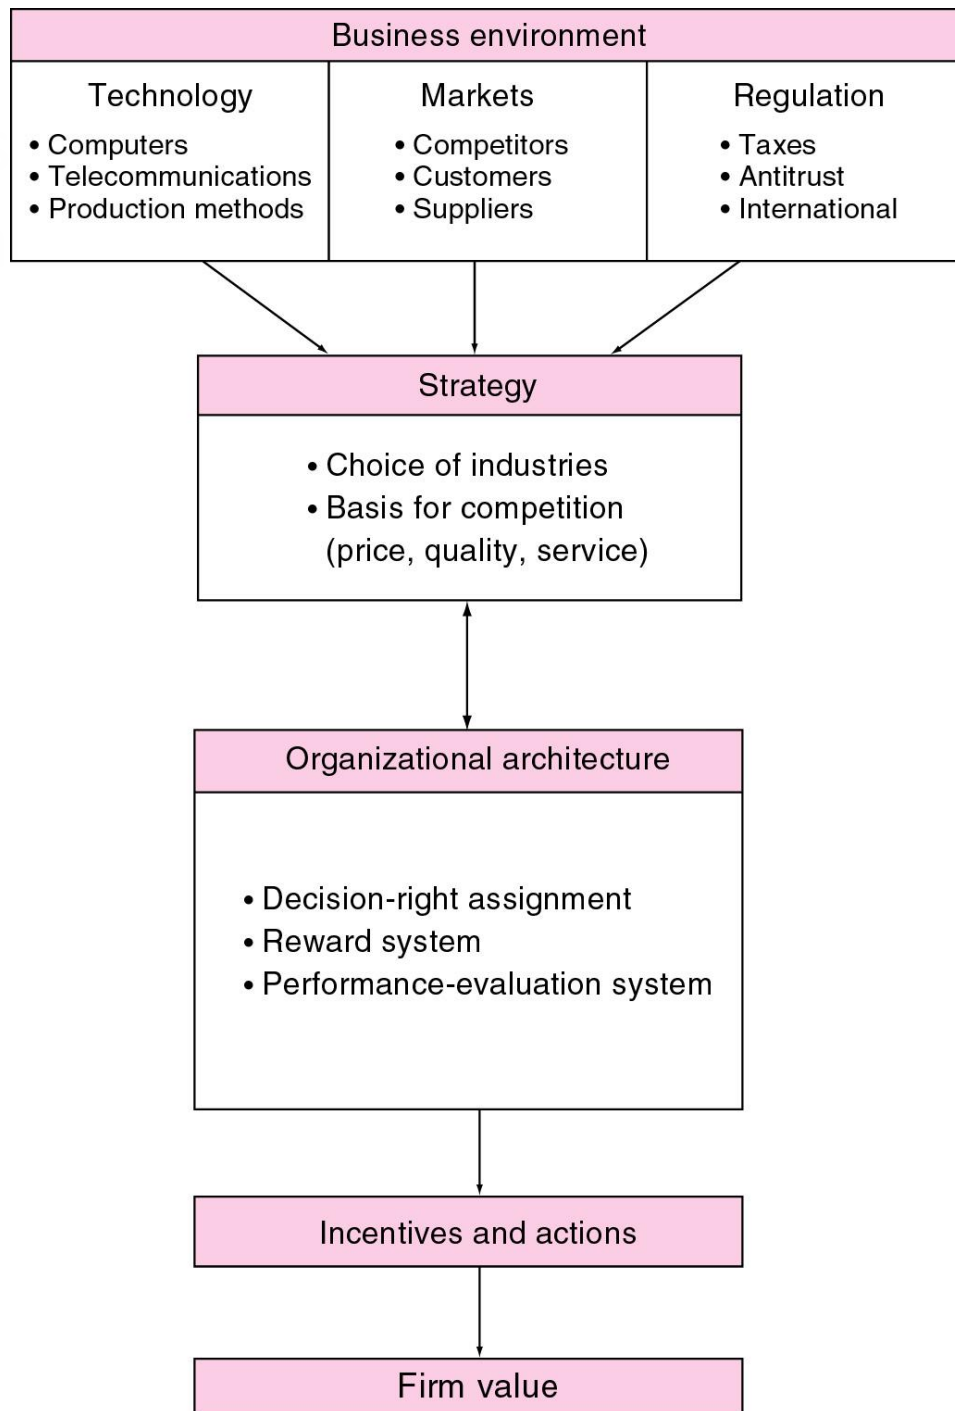 Business environment
Technology
• Computers
• Telecommunications
• Production methods
Markets
• Competitors
• Customers
• Suppliers
Regulation
• Taxes
• Antitrust
• International
Strategy
• Choice of industries
• Basis for competition
(price, quality, service)
Organizational architecture
• Decision-right assignment
• Reward system
• Performance-evaluation system
Incentives and actions
Firm value